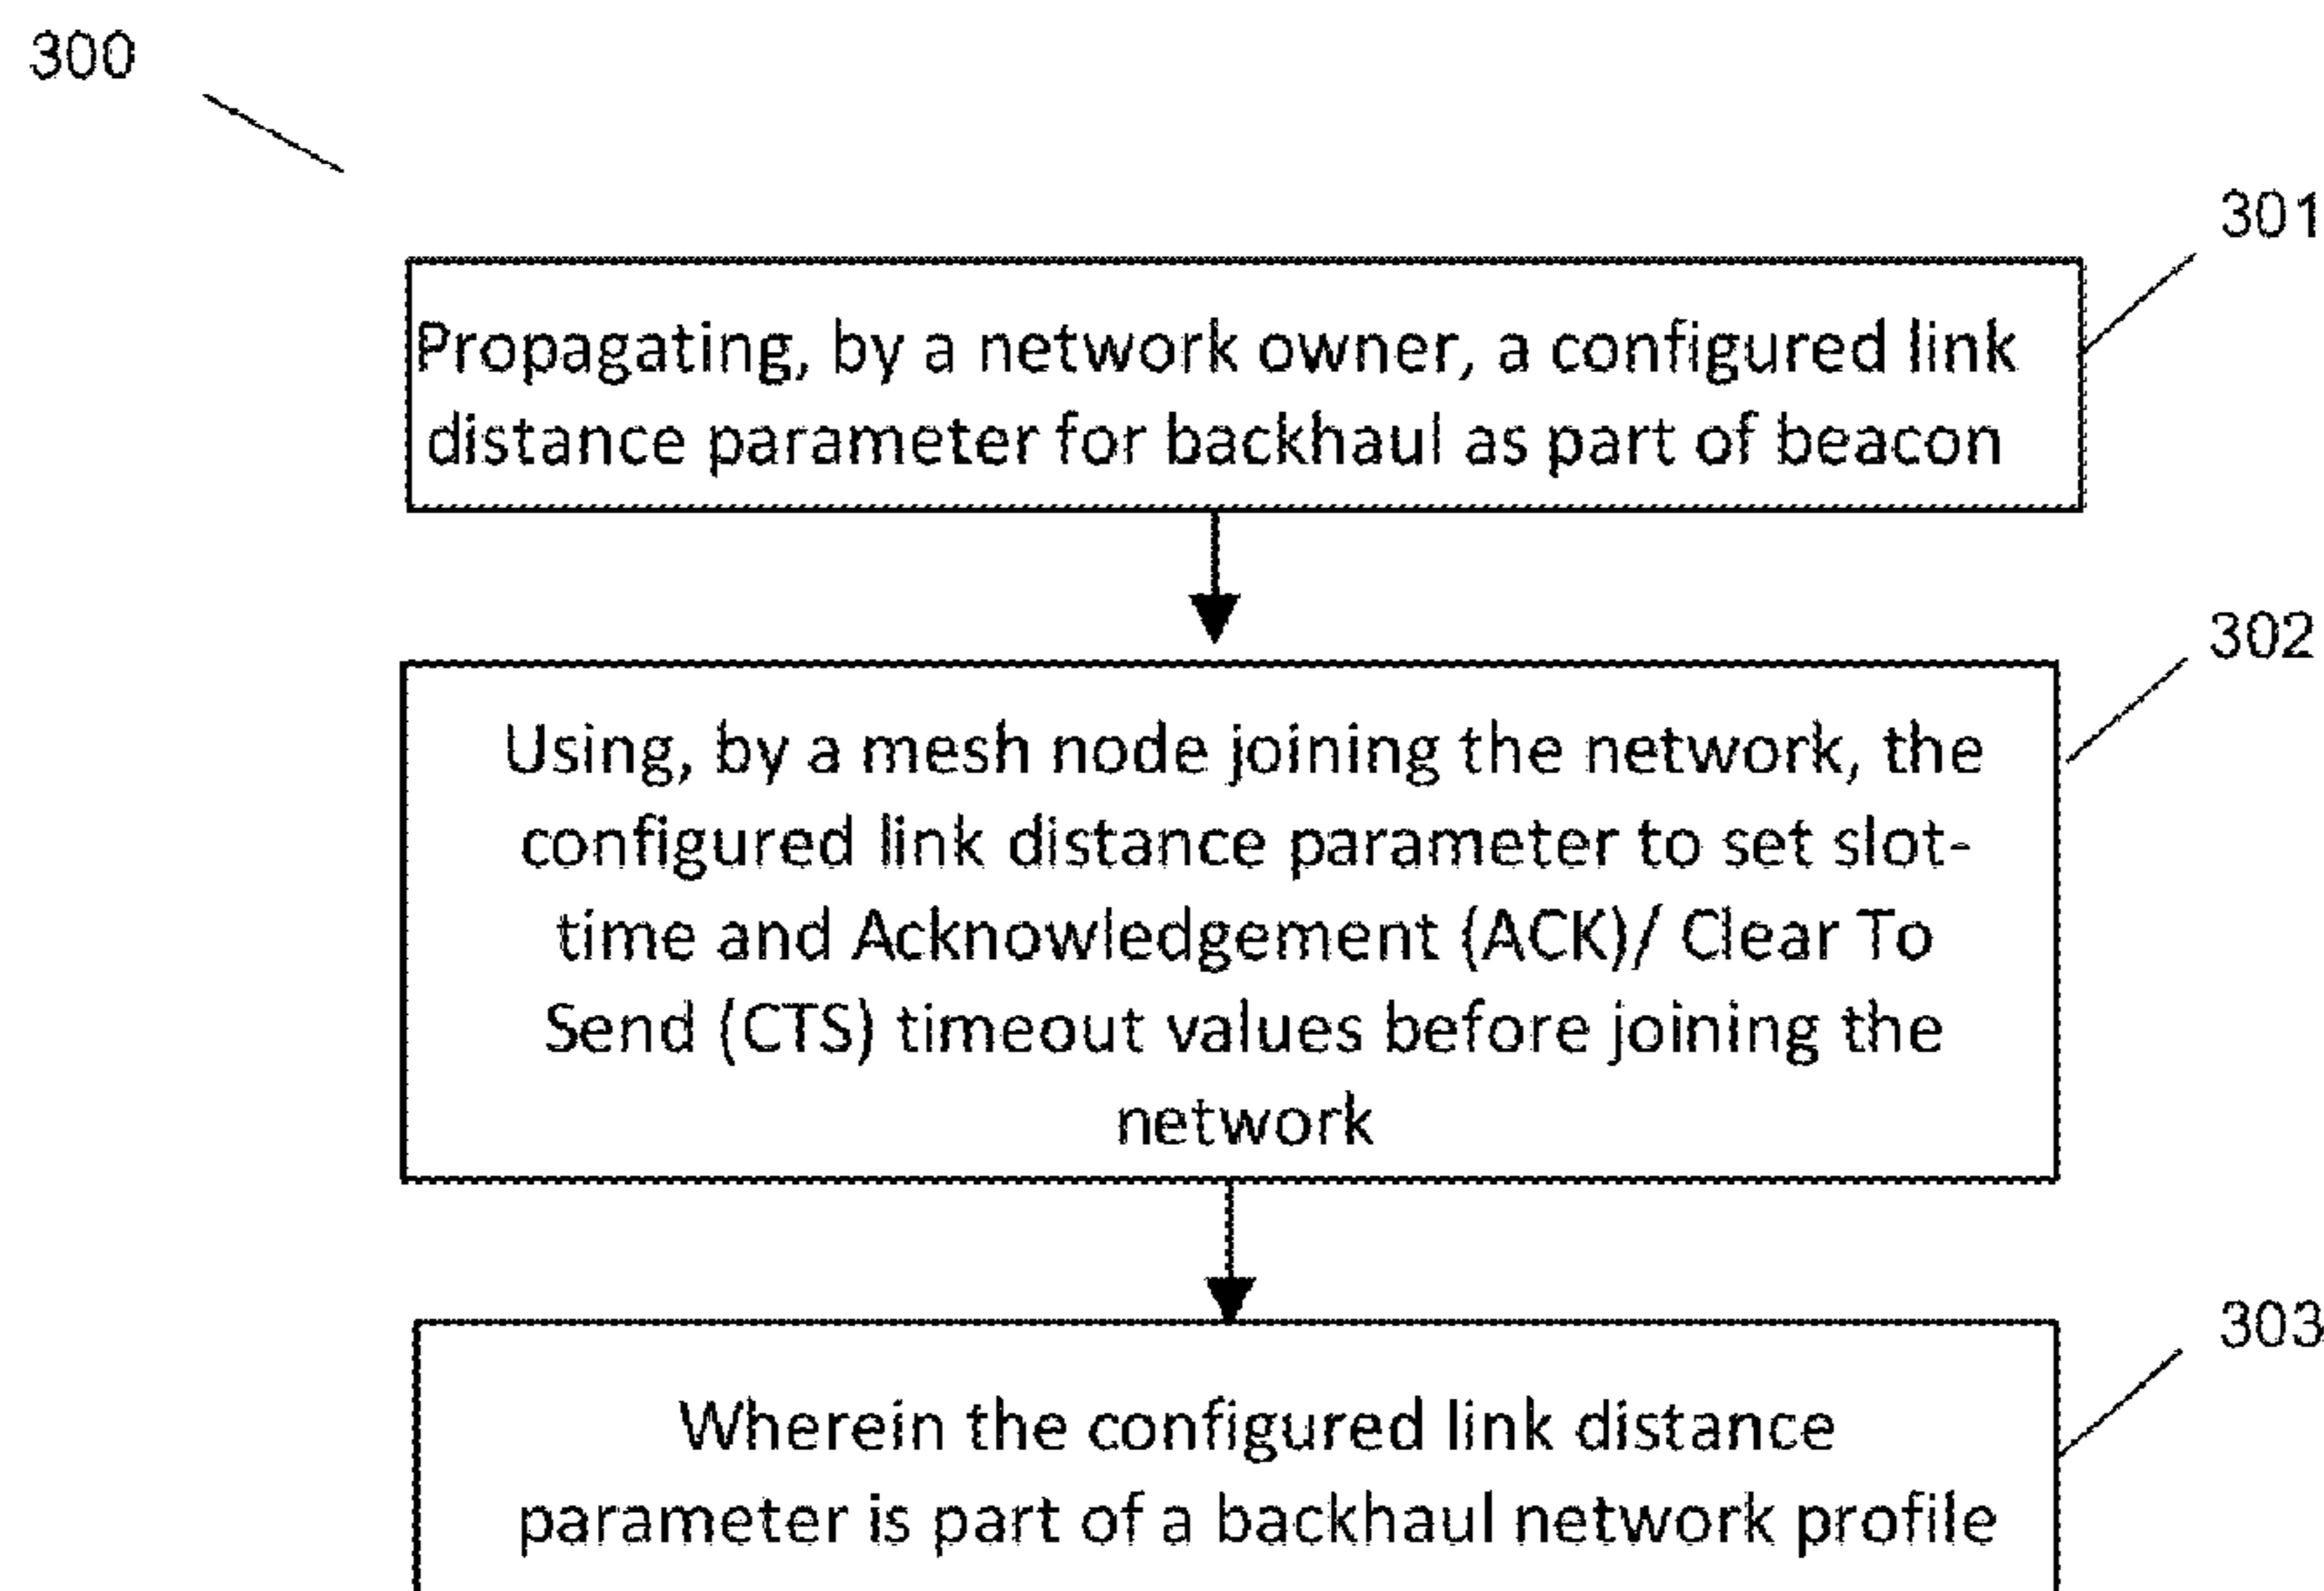 300
301
Propagating, by a network owner, a configured link
distance parameter for backhaul as part of beacon
302
Using, by a mesh node joining the network, the
configured link distance parameter to set slot-
time and Acknowledgement (ACK)/ Clear To
Send (CTS) timeout values before joining the
network
303
Wherein the configured link distance
parameter is part of a backhaul network profile